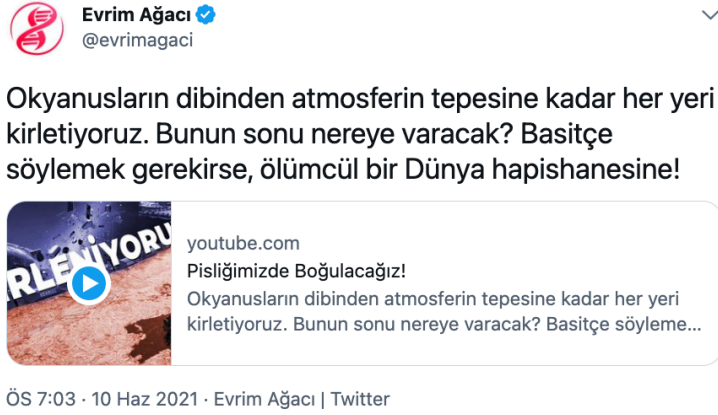 Evrim Ağacı
@evrimagaci
Okyanusların dibinden atmosferin tepesine kadar her yeri
kirletiyoruz. Bunun sonu nereye varacak? Basitçe
söylemek gerekirse, ölümcül bir Dünya hapishanesine!
RLENİYORU
youtube.com
Pisliğimizde Boğulacağız!
Okyanusların dibinden atmosferin tepesine kadar her yeri
kirletiyoruz. Bunun sonu nereye varacak? Basitçe söyleme...
ÖS 7:03 · 10 Haz 2021 · Evrim Ağacı | Twitter